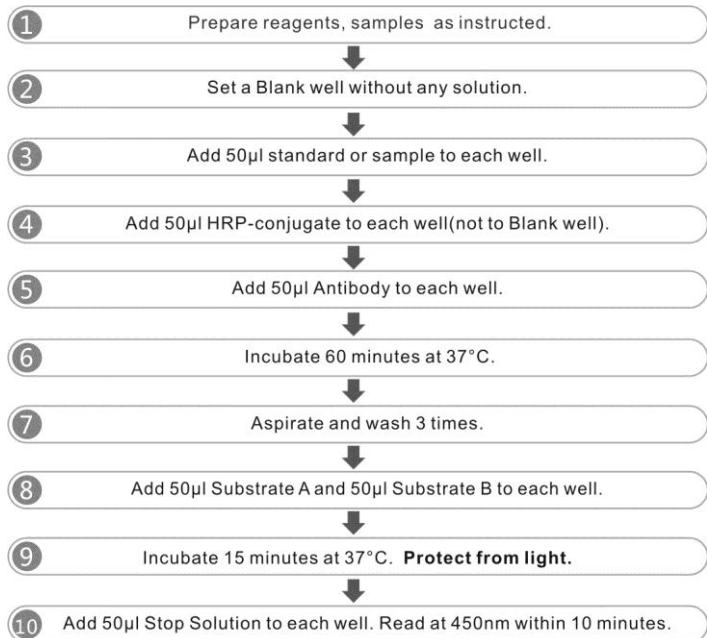 1 Prepare reagents, samples as instructed.
2 Set a Blank well without any solution.
3 Add 50μl standard or sample to each well.
4 Add 50μl HRP-conjugate to each well(not to Blank well).
5 Add 50μl Antibody to each well.
6 Incubate 60 minutes at 37°C.
7 Aspirate and wash 3 times.
8 Add 50μl Substrate A and 50μl Substrate B to each well.
9 Incubate 15 minutes at 37°C. Protect from light.
10 Add 50μl Stop Solution to each well. Read at 450nm within 10 minutes.